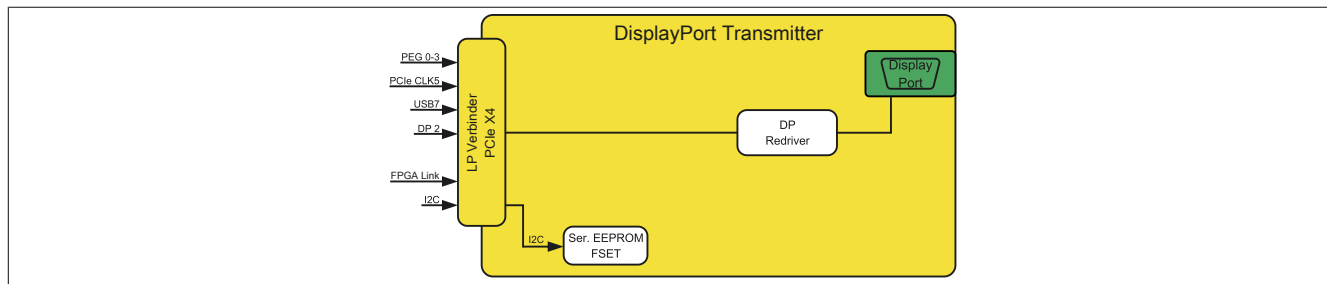 DisplayPort Transmitter
PEG 0-3
PCIe CLK5
USB7
DP 2
FPGA Link
I2C
LP Verbinder
PCIe X4
Display
Port
DP
Redriver
I2C
Ser. EEPROM
FSET